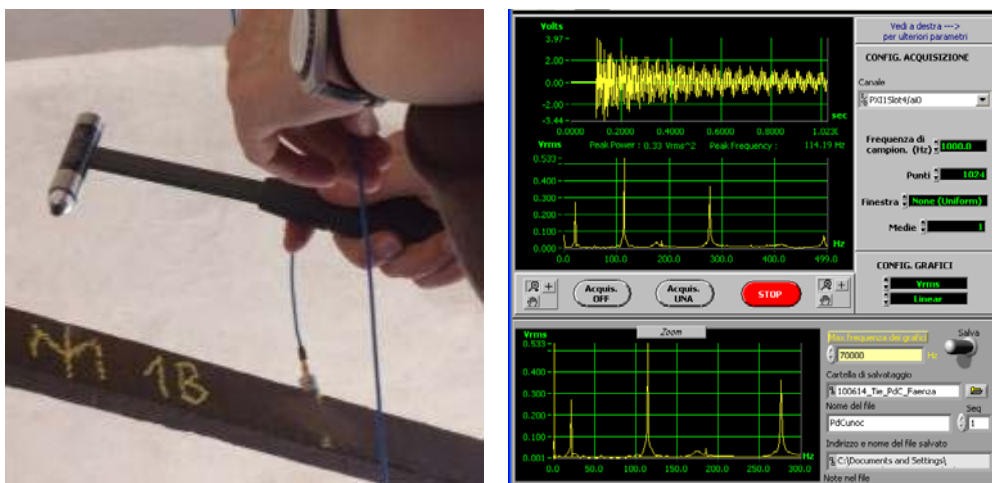 1B
Volts
3.97
2.00
0.00
-2.00
-3.44
0.0000 0.2000 0.4000 0.6000 0.8000 1.023
sec
Vrms
Peak Power : 0.33 Vrms^2 Peak Frequency : 114.19 Hz
0.533
0.400
0.300
0.200
0.100
0.000
0.0 100.0 200.0 300.0 400.0 499.0
Hz
Acquis. OFF
Acquis. UNA
STOP
Vedi a destra --->
per ulteriori parametri
CONFIG. ACQUISIZIONE
Canale
PXI1Slot4/ai0
Frequenza di
campion. (Hz) 1000.0
Punti 1024
Finestra None (Uniform)
Medie 1
CONFIG. GRAFICI
Vrms
Linear
Zoom
Vrms
0.533
0.400
0.300
0.200
0.100
0.001
0.0 50.0 100.0 150.0 200.0 250.0 300.0
Hz
Max.frequenza dei grafici
70000 Hz
Salva
Cartella di salvataggio
100614_Tie_PdC_Faenza
Nome del file
Seq
PdCunoc
1
Indirizzo e nome del file salvato
C:\Documents and Settings\
Note nel file